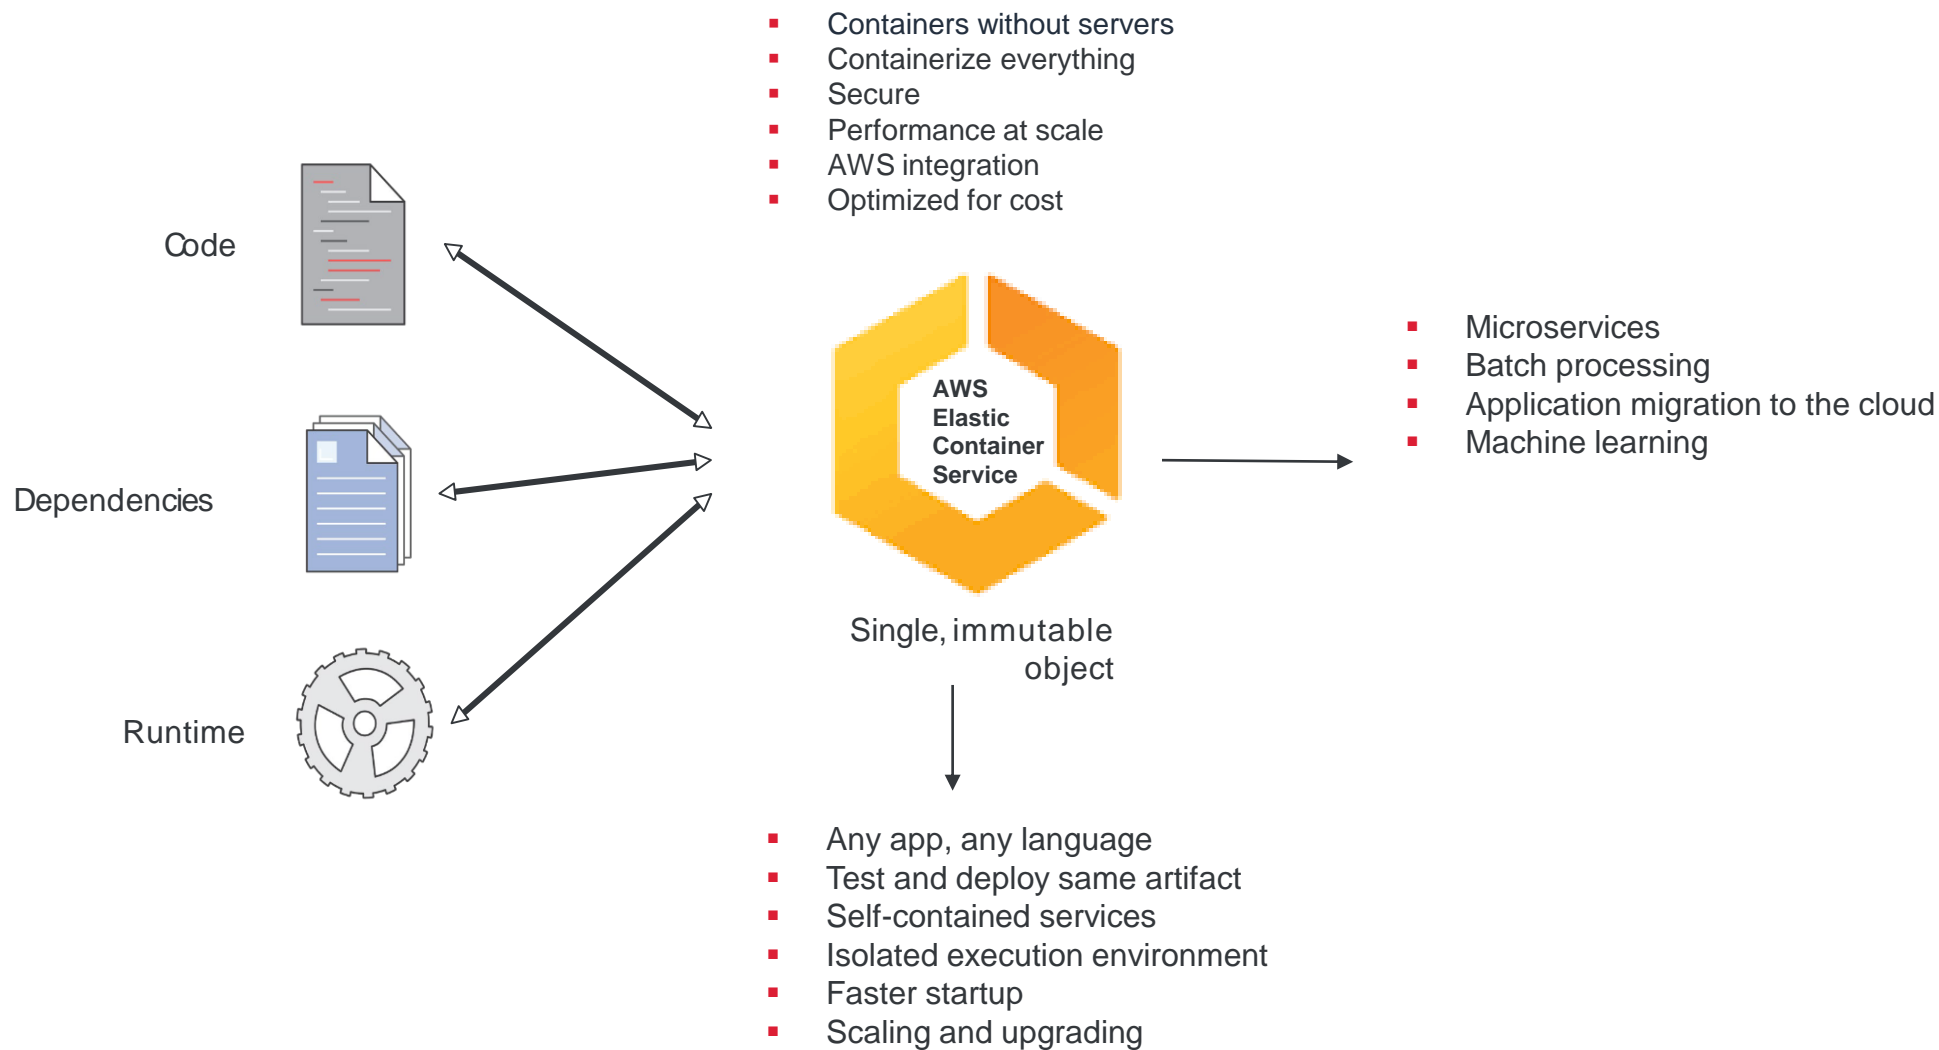 Containers without servers
Containerize everything
Secure
Performance at scale
AWS integration
Optimized for cost
Code
Dependencies
Runtime
AWS
Elastic
Container
Service
Single, immutable
object
Microservices
Batch processing
Application migration to the cloud
Machine learning
Any app, any language
Test and deploy same artifact
Self-contained services
Isolated execution environment
Faster startup
Scaling and upgrading